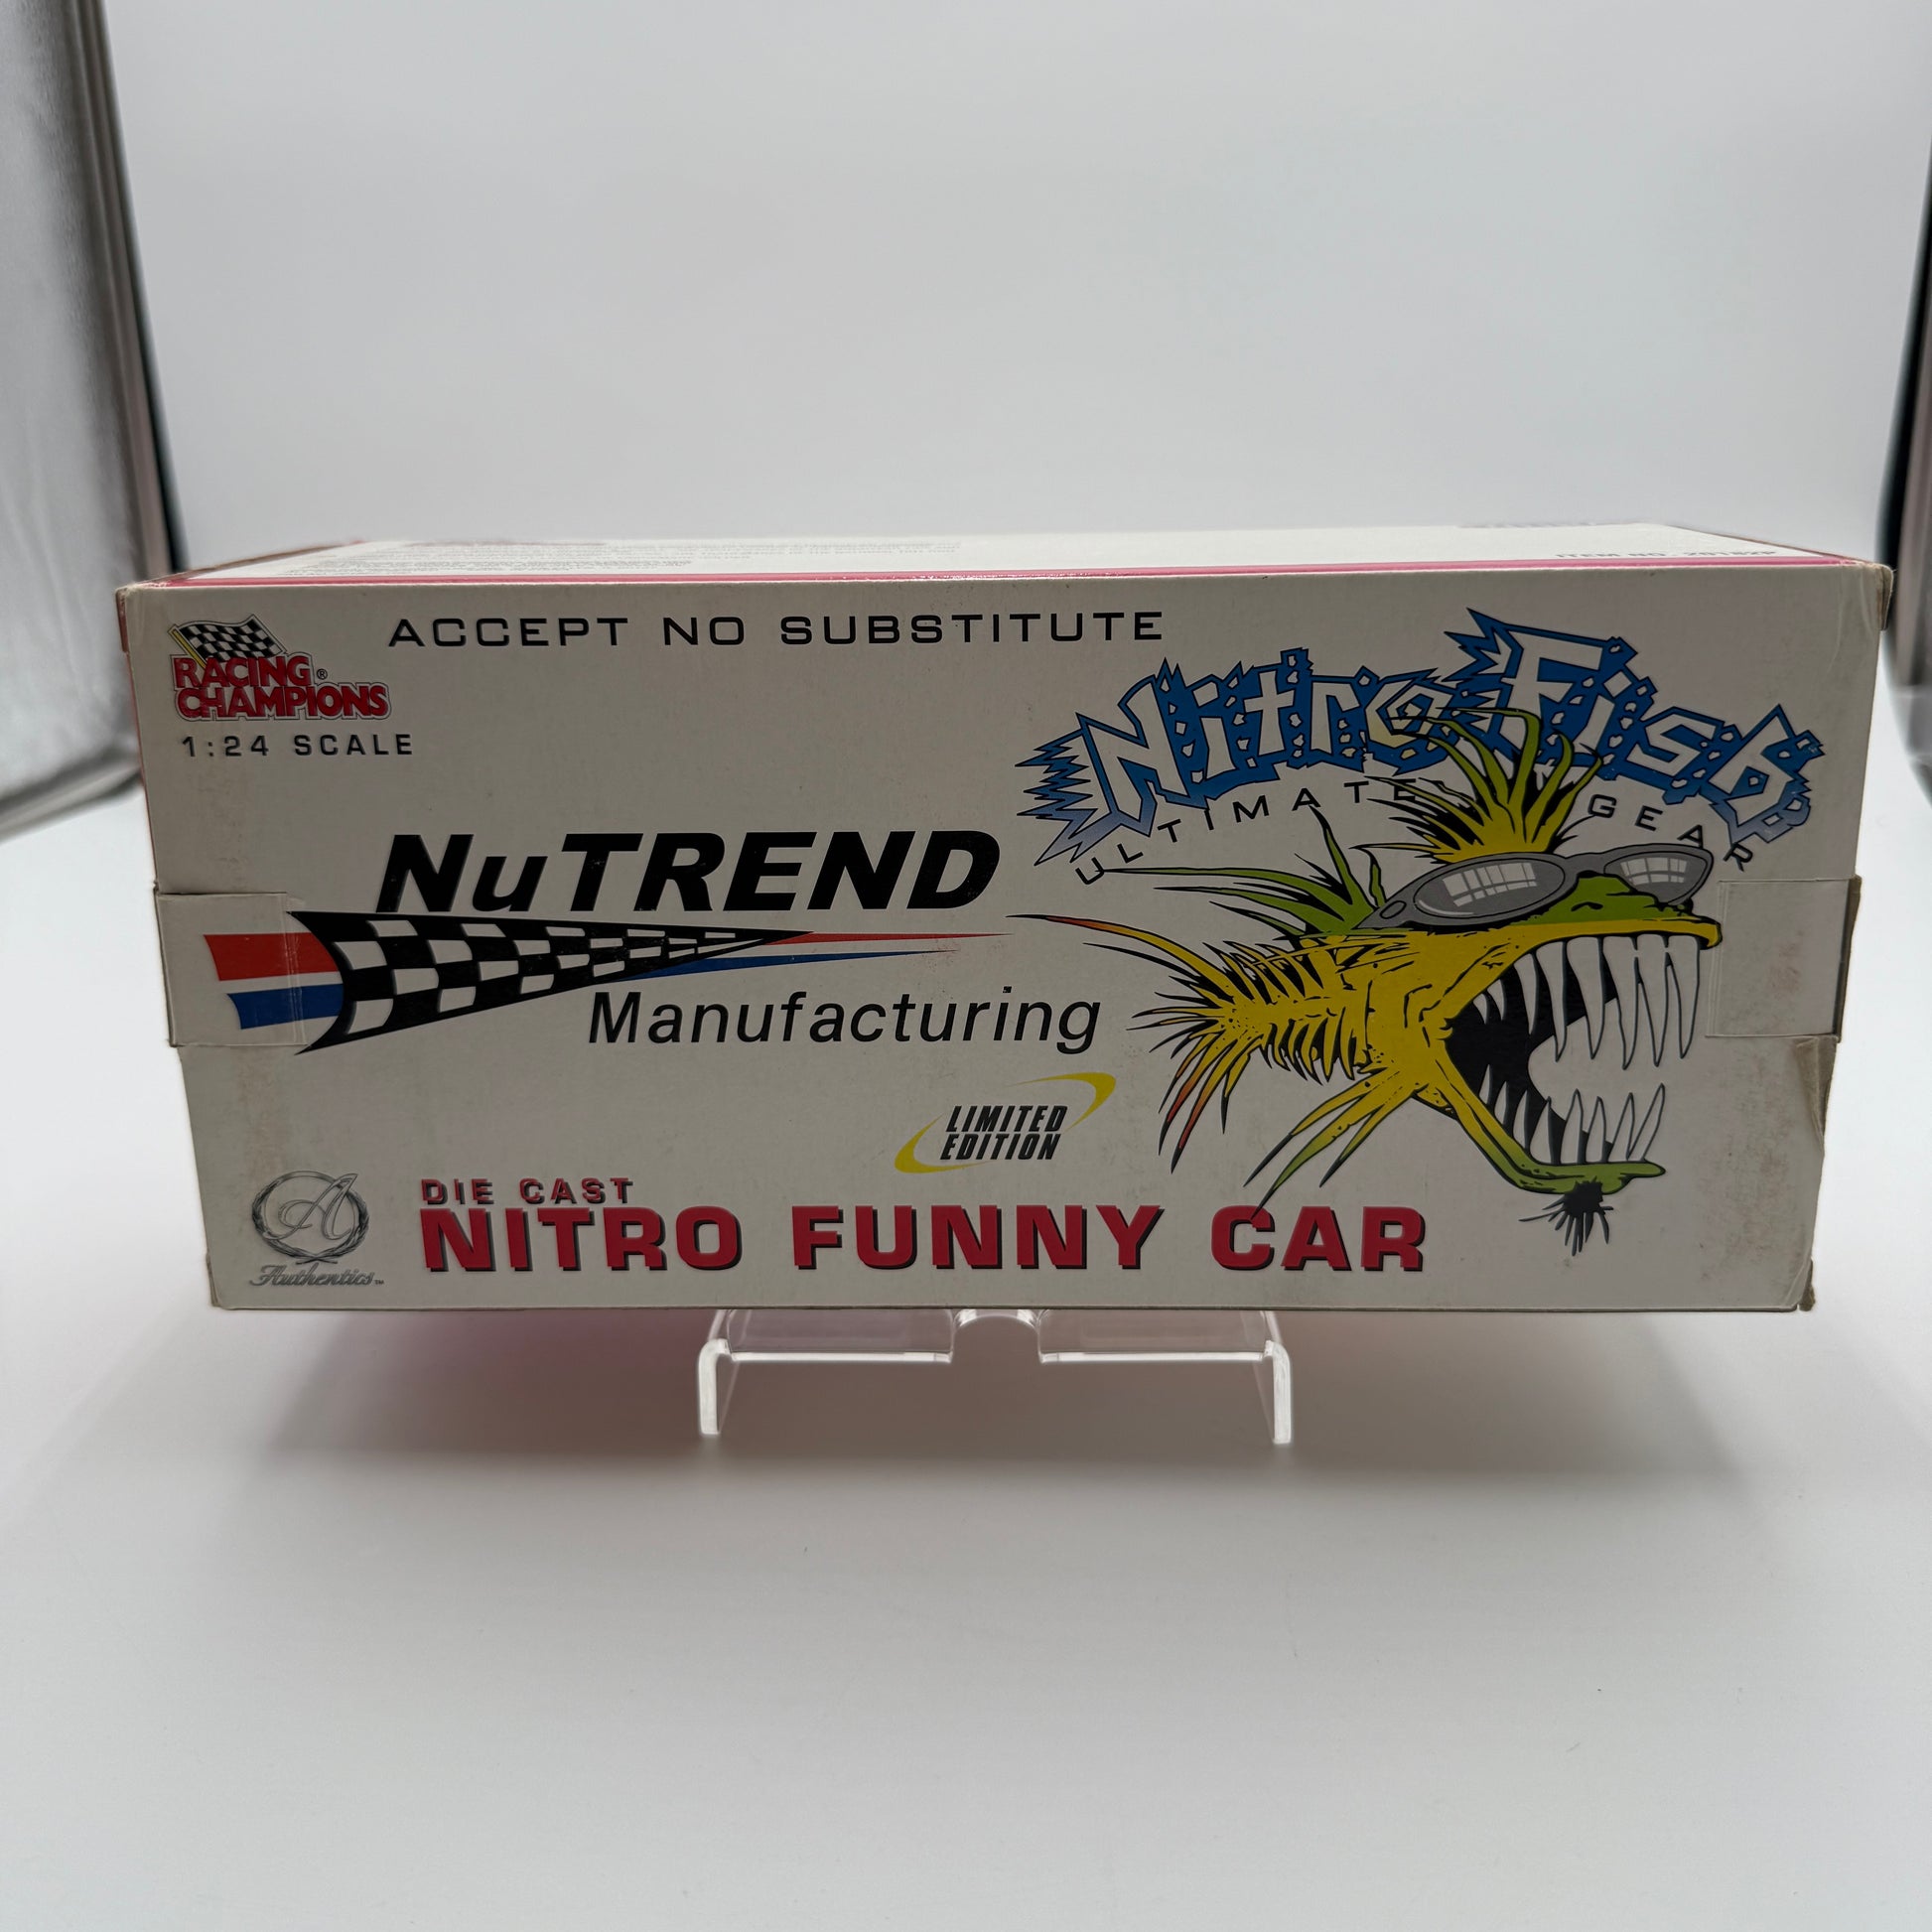 ACCEPT NO SUBSTITUTE
RACING®
CHAMPIONS
1:24 SCALE
Nitro Fish
ULTIMATE GEAR
NuTREND
Manufacturing
LIMITED
EDITION
Authentics™
DIE CAST
NITRO FUNNY CAR